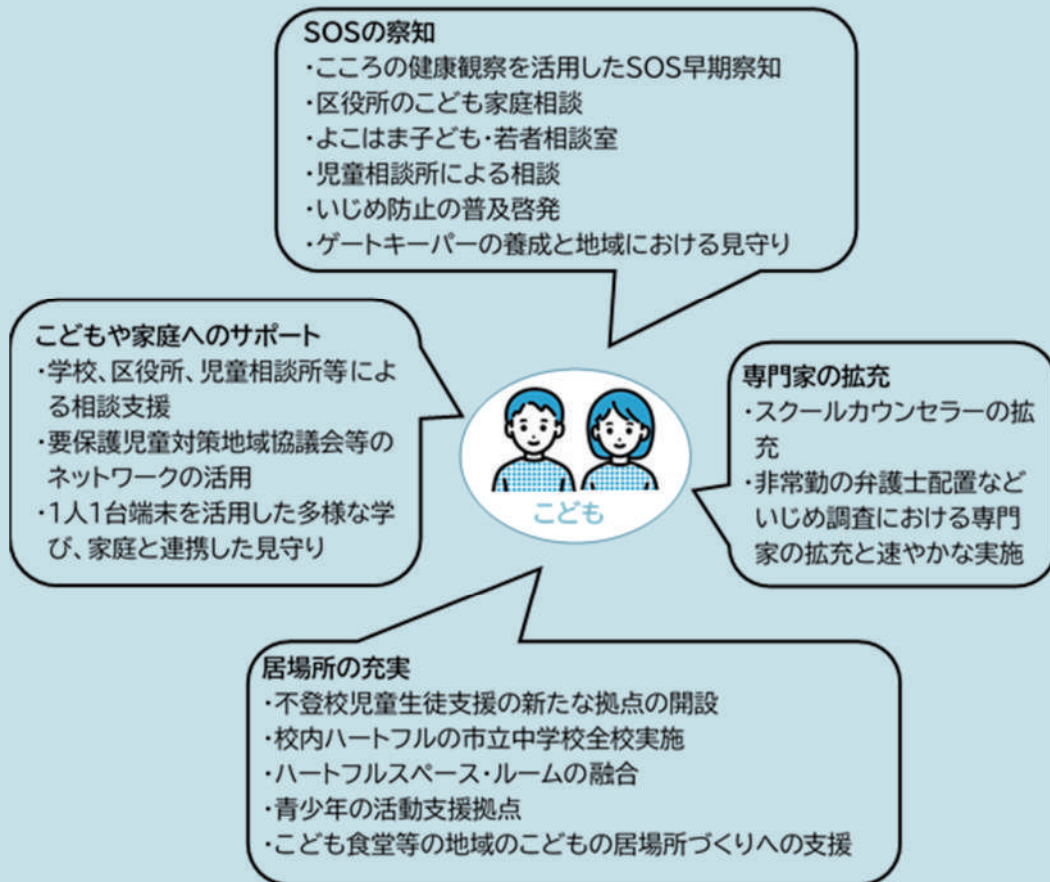 SOSの察知
・こころの健康観察を活用したSOS早期察知
・区役所のこども家庭相談
・よこはま子ども・若者相談室
・児童相談所による相談
・いじめ防止の普及啓発
・ゲートキーパーの養成と地域における見守り
こどもや家庭へのサポート
・学校、区役所、児童相談所等によ
る相談支援
・要保護児童対策地域協議会等の
ネットワークの活用
・1人1台端末を活用した多様な学
び、家庭と連携した見守り
こども
専門家の拡充
・スクールカウンセラーの拡
充
・非常勤の弁護士配置など
いじめ調査における専門
家の拡充と速やかな実施
居場所の充実
・不登校児童生徒支援の新たな拠点の開設
・校内ハートフルの市立中学校全校実施
・ハートフルスペース・ルームの融合
・青少年の活動支援拠点
・こども食堂等の地域のこどもの居場所づくりへの支援